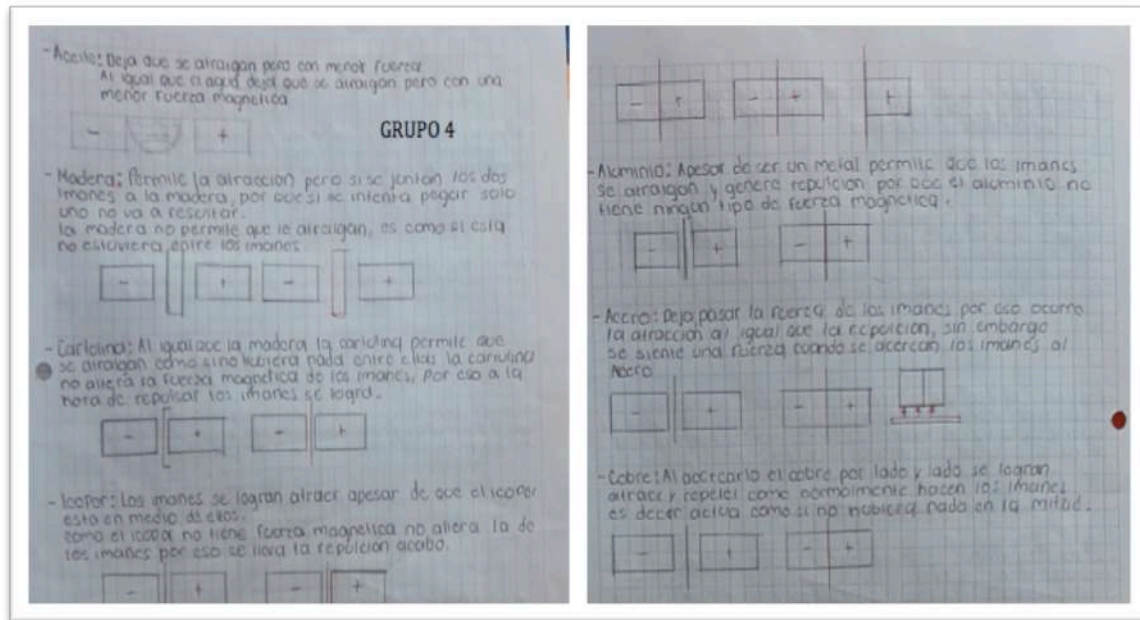 -Aceite: Deja que se atraigan pero con menor fuerza.
Al igual que el agua deja que se atraigan pero con una
menor fuerza magnetica
- +
GRUPO 4
-Madera: Permite la atraccion pero si se juntan los dos
imanes a la madera, por que si se intenta pegar solo
uno no va a resultar.
la madera no permite que le atraigan, es como si esta
no estuviera entre los imanes
- + - +
-Cartulina: Al igual que la madera la cartulina permite que
se atraigan como si no hubiera nada entre ellas la cartulina
no altera la fuerza magnetica de los imanes, por eso a la
hora de repulsar los imanes se logra.
- + - +
-Icopor: Los imanes se logran atraer apesar de que el icopor
esta en medio de ellos.
como el icopor no tiene fuerza magnetica no altera la de
los imanes por eso se lleva la repulcion acabo.
- + - +
- + - + +
-Aluminio: Apesar de ser un metal permite que los imanes
se atraigan y genere repulcion por que el aluminio no
tiene ningun tipo de fuerza magnetica.
- + - +
-Acero: Deja pasar la fuerza de los imanes por eso ocurre
la atracción al igual que la repulcion, sin embargo
se siente una fuerza cuando se acercan los imanes al
Acero
- + - +
-Cobre: Al acercarlo el cobre por lado y lado se logran
atraer y repeler como normalmente hacen los imanes
es decir actua como si no hubiera nada en la mitad.
- + - +